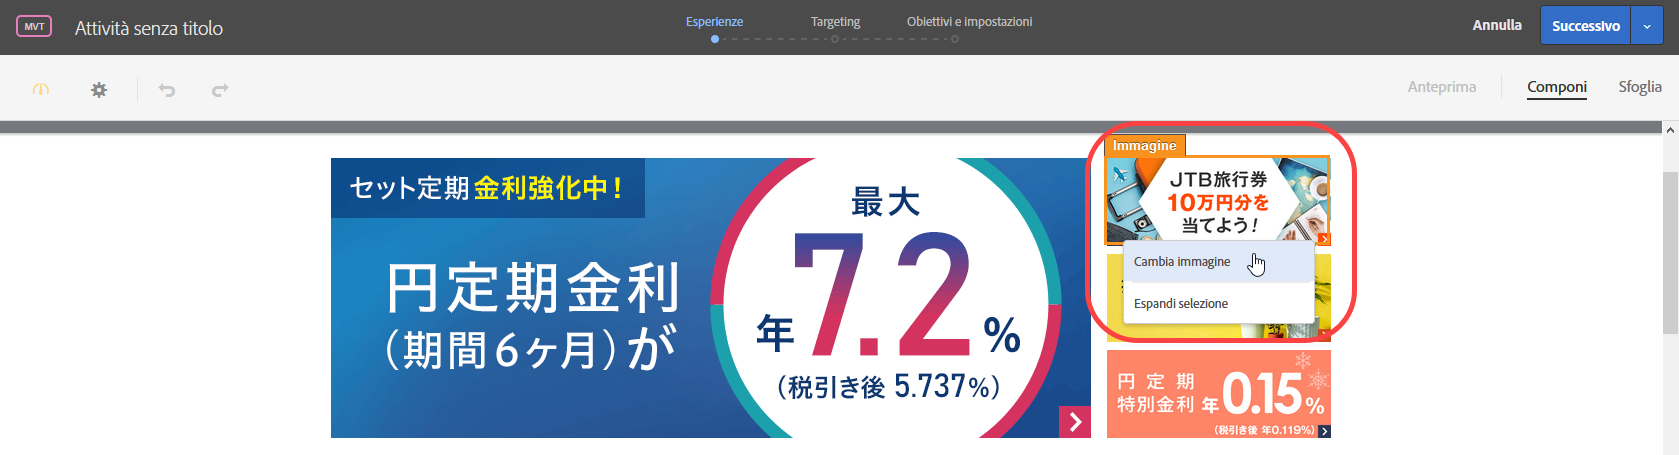 MVT
Attività senza titolo
Esperienze
Targeting
Obiettivi e impostazioni
Annulla
Successivo
Anteprima
Componi
Sfoglia
セット定期 金利強化中！
円定期金利
（期間6ヶ月）が
最大
年7.2%
（税引き後 5.737%）
Immagine
JTB旅行券
10万円分を
当てよう！
Cambia immagine
Espandi selezione
円定期
特別金利 年0.15%
（税引き後 年0.119%）